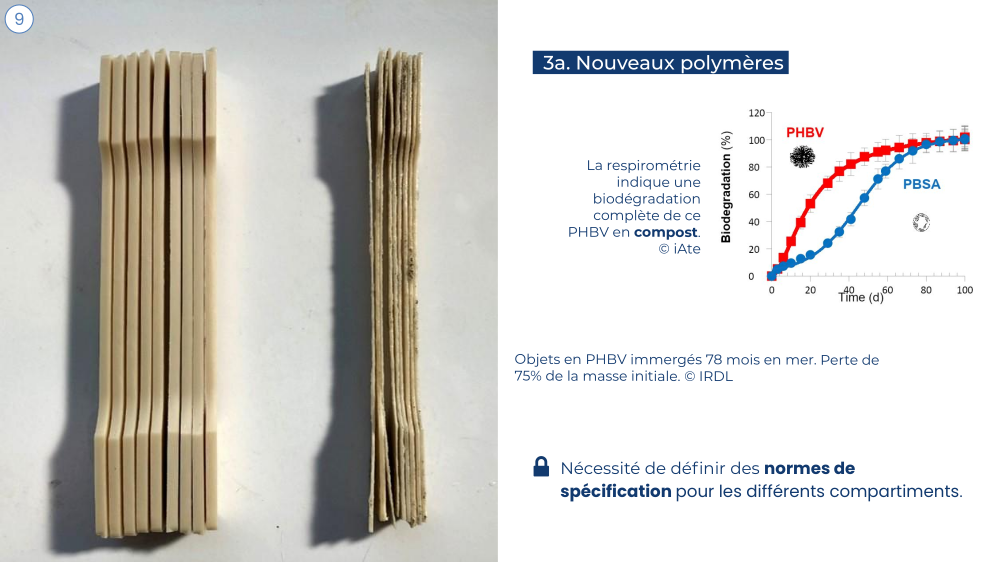 9
3a. Nouveaux polymères
La respirométrie
indique une
biodégradation
complète de ce
PHBV en compost.
© iAte
120
100
80
60
40
20
0
Biodegradation (%)
PHBV
PBSA
0 20 40 60 80 100
Time (d)
Objets en PHBV immergés 78 mois en mer. Perte de
75% de la masse initiale. © IRDL
Nécessité de définir des normes de
spécification pour les différents compartiments.